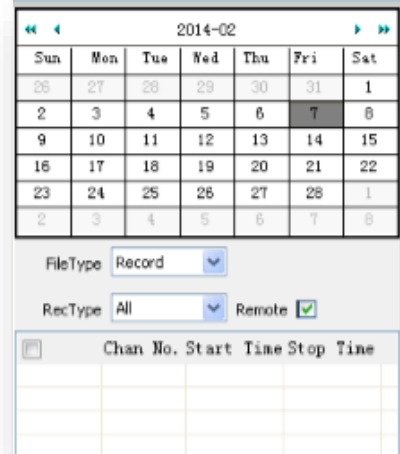 2014-02
Sun Mon Tue Wed Thu Fri Sat
26 27 28 29 30 31 1
2 3 4 5 6 7 8
9 10 11 12 13 14 15
16 17 18 19 20 21 22
23 24 25 26 27 28 1
2 3 4 5 6 7 8
FileType Record
RecType All Remote
Chan No. Start Time Stop Time